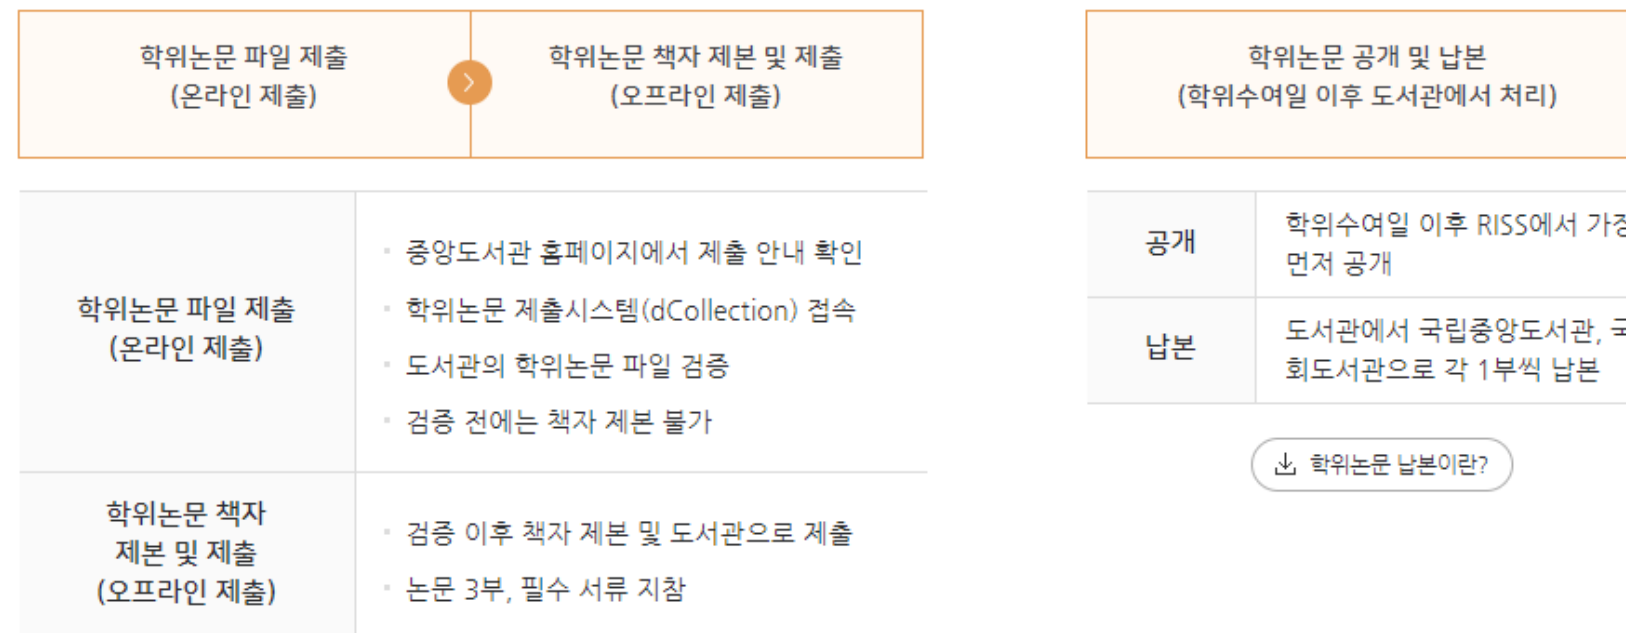 학위논문 파일 제출
(온라인 제출)
학위논문 책자 제본 및 제출
(오프라인 제출)
학위논문 파일 제출
(온라인 제출)
중앙도서관 홈페이지에서 제출 안내 확인
학위논문 제출시스템(dCollection) 접속
도서관의 학위논문 파일 검증
검증 전에는 책자 제본 불가
학위논문 책자
제본 및 제출
(오프라인 제출)
검증 이후 책자 제본 및 도서관으로 제출
논문 3부, 필수 서류 지참
학위논문 공개 및 납본
(학위수여일 이후 도서관에서 처리)
공개
학위수여일 이후 RISS에서
먼저 공개
납본
도서관에서 국립중앙도서관,
회도서관으로 각 1부씩 납본
학위논문 납본이란?